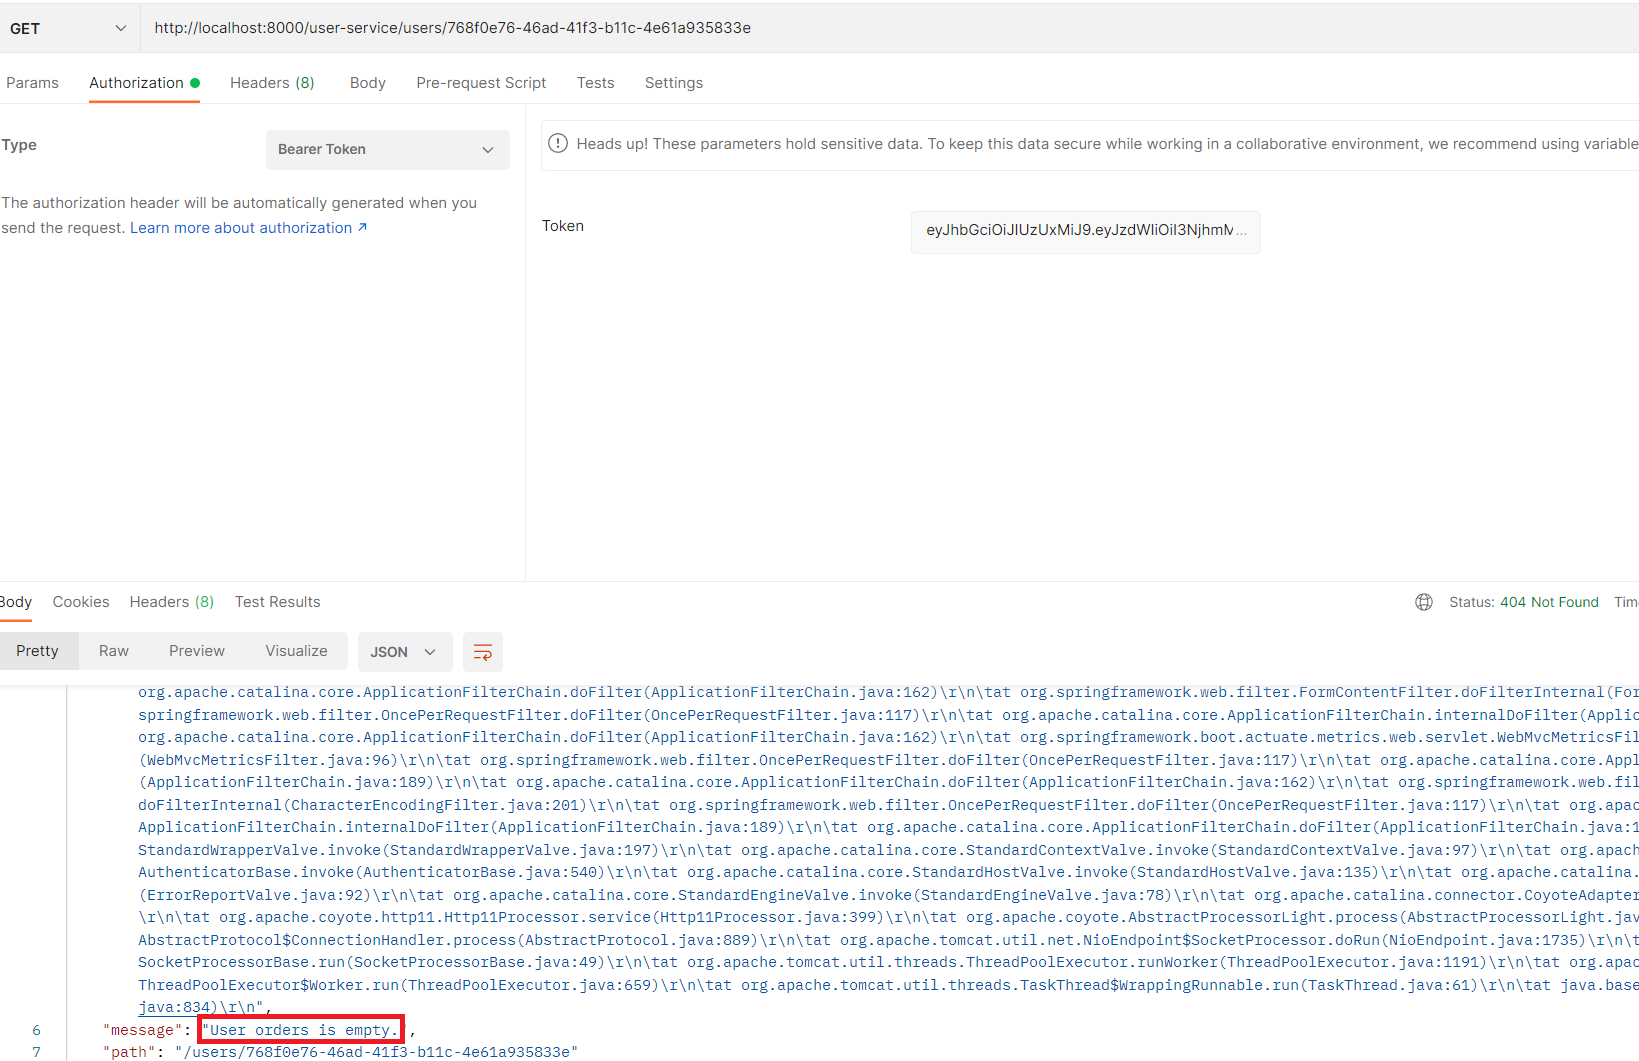 GET http://localhost:8000/user-service/users/768f0e76-46ad-41f3-b11c-4e61a935833e
Params Authorization Headers (8) Body Pre-request Script Tests Settings
Type Bearer Token
Heads up! These parameters hold sensitive data. To keep this data secure while working in a collaborative environment, we recommend using variable
The authorization header will be automatically generated when you
send the request. Learn more about authorization ↗
Token eyJhbGciOiJIUzUxMiJ9.eyJzdWIiOiI3NjhmM...
Body Cookies Headers (8) Test Results Status: 404 Not Found Tim
Pretty Raw Preview Visualize JSON
org.apache.catalina.core.ApplicationFilterChain.doFilter(ApplicationFilterChain.java:162)\r\n\tat org.springframework.web.filter.FormContentFilter.doFilterInternal(For
springframework.web.filter.OncePerRequestFilter.doFilter(OncePerRequestFilter.java:117)\r\n\tat org.apache.catalina.core.ApplicationFilterChain.internalDoFilter(Applic
org.apache.catalina.core.ApplicationFilterChain.doFilter(ApplicationFilterChain.java:162)\r\n\tat org.springframework.boot.actuate.metrics.web.servlet.WebMvcMetricsFil
(WebMvcMetricsFilter.java:96)\r\n\tat org.springframework.web.filter.OncePerRequestFilter.doFilter(OncePerRequestFilter.java:117)\r\n\tat org.apache.catalina.core.Appl
(ApplicationFilterChain.java:189)\r\n\tat org.apache.catalina.core.ApplicationFilterChain.doFilter(ApplicationFilterChain.java:162)\r\n\tat org.springframework.web.fil
doFilterInternal(CharacterEncodingFilter.java:201)\r\n\tat org.springframework.web.filter.OncePerRequestFilter.doFilter(OncePerRequestFilter.java:117)\r\n\tat org.apac
ApplicationFilterChain.internalDoFilter(ApplicationFilterChain.java:189)\r\n\tat org.apache.catalina.core.ApplicationFilterChain.doFilter(ApplicationFilterChain.java:1
StandardWrapperValve.invoke(StandardWrapperValve.java:197)\r\n\tat org.apache.catalina.core.StandardContextValve.invoke(StandardContextValve.java:97)\r\n\tat org.apach
AuthenticatorBase.invoke(AuthenticatorBase.java:540)\r\n\tat org.apache.catalina.core.StandardHostValve.invoke(StandardHostValve.java:135)\r\n\tat org.apache.catalina.
(ErrorReportValve.java:92)\r\n\tat org.apache.catalina.core.StandardEngineValve.invoke(StandardEngineValve.java:78)\r\n\tat org.apache.catalina.connector.CoyoteAdapter
\r\n\tat org.apache.coyote.http11.Http11Processor.service(Http11Processor.java:399)\r\n\tat org.apache.coyote.AbstractProcessorLight.process(AbstractProcessorLight.jav
AbstractProtocol$ConnectionHandler.process(AbstractProtocol.java:889)\r\n\tat org.apache.tomcat.util.net.NioEndpoint$SocketProcessor.doRun(NioEndpoint.java:1735)\r\n\t
SocketProcessorBase.run(SocketProcessorBase.java:49)\r\n\tat org.apache.tomcat.util.threads.ThreadPoolExecutor.runWorker(ThreadPoolExecutor.java:1191)\r\n\tat org.apac
ThreadPoolExecutor$Worker.run(ThreadPoolExecutor.java:659)\r\n\tat org.apache.tomcat.util.threads.TaskThread$WrappingRunnable.run(TaskThread.java:61)\r\n\tat java.base
java:834)\r\n",
6 "message": "User orders is empty.",
7 "path": "/users/768f0e76-46ad-41f3-b11c-4e61a935833e"